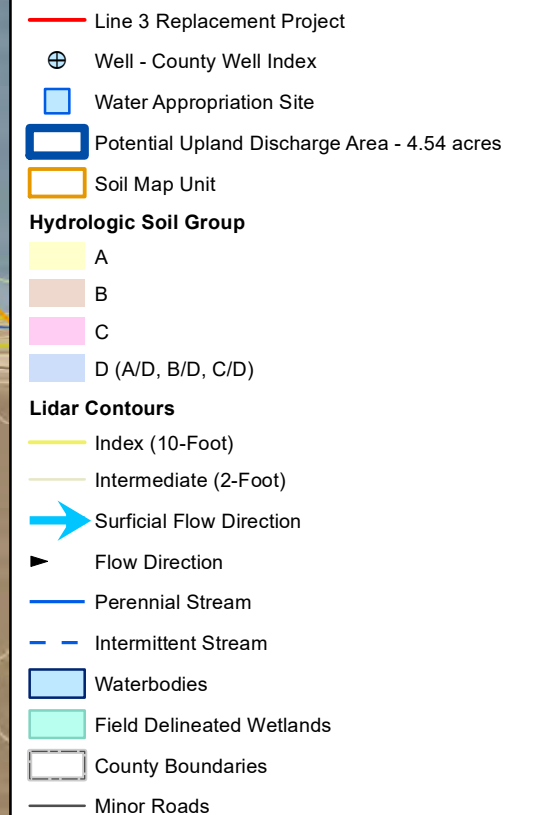 Line 3 Replacement Project
Well - County Well Index
Water Appropriation Site
Potential Upland Discharge Area - 4.54 acres
Soil Map Unit
Hydrologic Soil Group
A
B
C
D (A/D, B/D, C/D)
Lidar Contours
Index (10-Foot)
Intermediate (2-Foot)
Surficial Flow Direction
Flow Direction
Perennial Stream
Intermittent Stream
Waterbodies
Field Delineated Wetlands
County Boundaries
Minor Roads